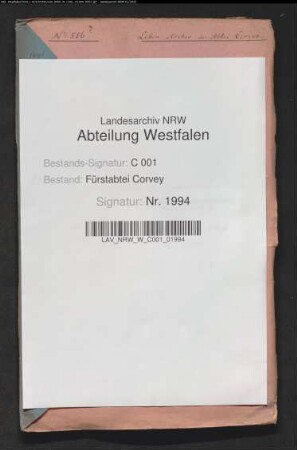 Landesarchiv NRW
Abteilung Westfalen
Bestands-Signatur: C 001
Bestand: Fürstabtei Corvey
Signatur: Nr. 1994
LAV_NRW_W_C001_01994